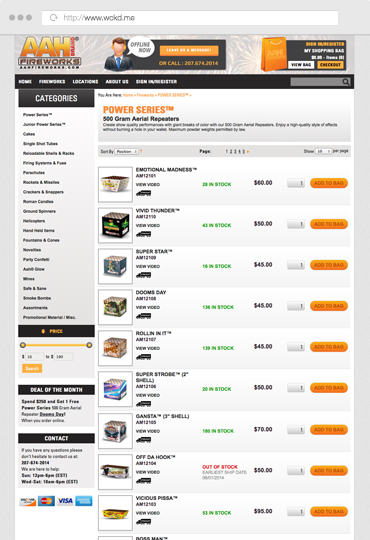 http://www.wckd.me
AAH
BRAND
FIREWORKS
AAHFIREWORKS.COM
OFFLINE
NOW
LEAVE US A MESSAGE!
OR CALL : 207.674.2014
SIGN IN/REGISTER
MY SHOPPING BAG
$0.00 - Items (0)
VIEW BAG CHECKOUT
HOME FIREWORKS LOCATIONS ABOUT US SIGN IN/REGISTER
CATEGORIES
Power Series™
Junior Power Series™
Cakes
Single Shot Tubes
Reloadable Shells & Racks
Firing Systems & Fuse
Parachutes
Rockets & Missiles
Crackers & Snappers
Roman Candles
Ground Spinners
Helicopters
Hand Held Items
Fountains & Cones
Novelties
Party Confetti
Aah® Glow
Wires
Safe & Sane
Smoke Bombs
Assortments
Promotional Material / Misc.
PRICE
$ 10 to $ 100
Search
DEAL OF THE MONTH
Spend $250 and Get 1 Free
Power Series 500 Gram Aerial
Repeater Dooms Day!
When you order online.
CONTACT
If you have any questions
please don't hesitate to contact us at:
207-674-2014
We are here to help:
Sun: 12pm-6pm (EST)
Wed-Sat: 10am-6pm (EST)
VISA
You Are Here: Home » Fireworks » POWER SERIES™ »
POWER SERIES™
500 Gram Aerial Repeaters
Create show quality performances with giant breaks of color with our 500 Gram Aerial Repeaters. Enjoy a high-quality style of effects
without burning a hole in your wallet. Maximum powder weights permitted by law.
Sort By Position Page: 1 2 3 4 5 Show 10 per page
EMOTIONAL MADNESS™
AM12101
VIEW VIDEO
28 IN STOCK $60.00 1 ADD TO BAG
VIVID THUNDER™
AM12110
VIEW VIDEO
43 IN STOCK $50.00 1 ADD TO BAG
SUPER STAR™
AM12109
VIEW VIDEO
16 IN STOCK $45.00 1 ADD TO BAG
DOOMS DAY
AM12108
VIEW VIDEO
136 IN STOCK $45.00 1 ADD TO BAG
ROLLIN IN IT™
AM12107
VIEW VIDEO
139 IN STOCK $45.00 1 ADD TO BAG
SUPER STROBE™ (2"
SHELL)
AM12106
VIEW VIDEO
20 IN STOCK $50.00 1 ADD TO BAG
GANSTA™ (3" SHELL)
AM12105
VIEW VIDEO
160 IN STOCK $70.00 1 ADD TO BAG
OFF DA HOOK™
AM12104
VIEW VIDEO
OUT OF STOCK
EARLIEST SHIP DATE
09/01/2014
$50.00 1 ADD TO BAG
VICIOUS PISSA™
AM12103
VIEW VIDEO
53 IN STOCK $95.00 1 ADD TO BAG
BOSS MAN™